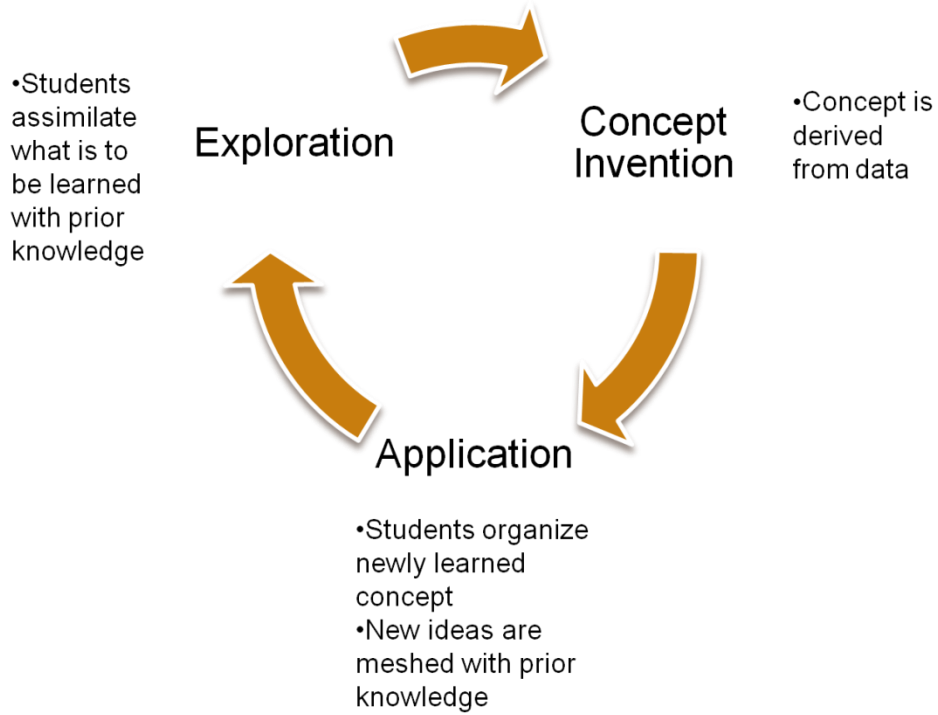 •Students
assimilate
what is to
be learned
with prior
knowledge
Exploration
Concept
Invention
•Concept is
derived
from data
Application
•Students organize
newly learned
concept
•New ideas are
meshed with prior
knowledge